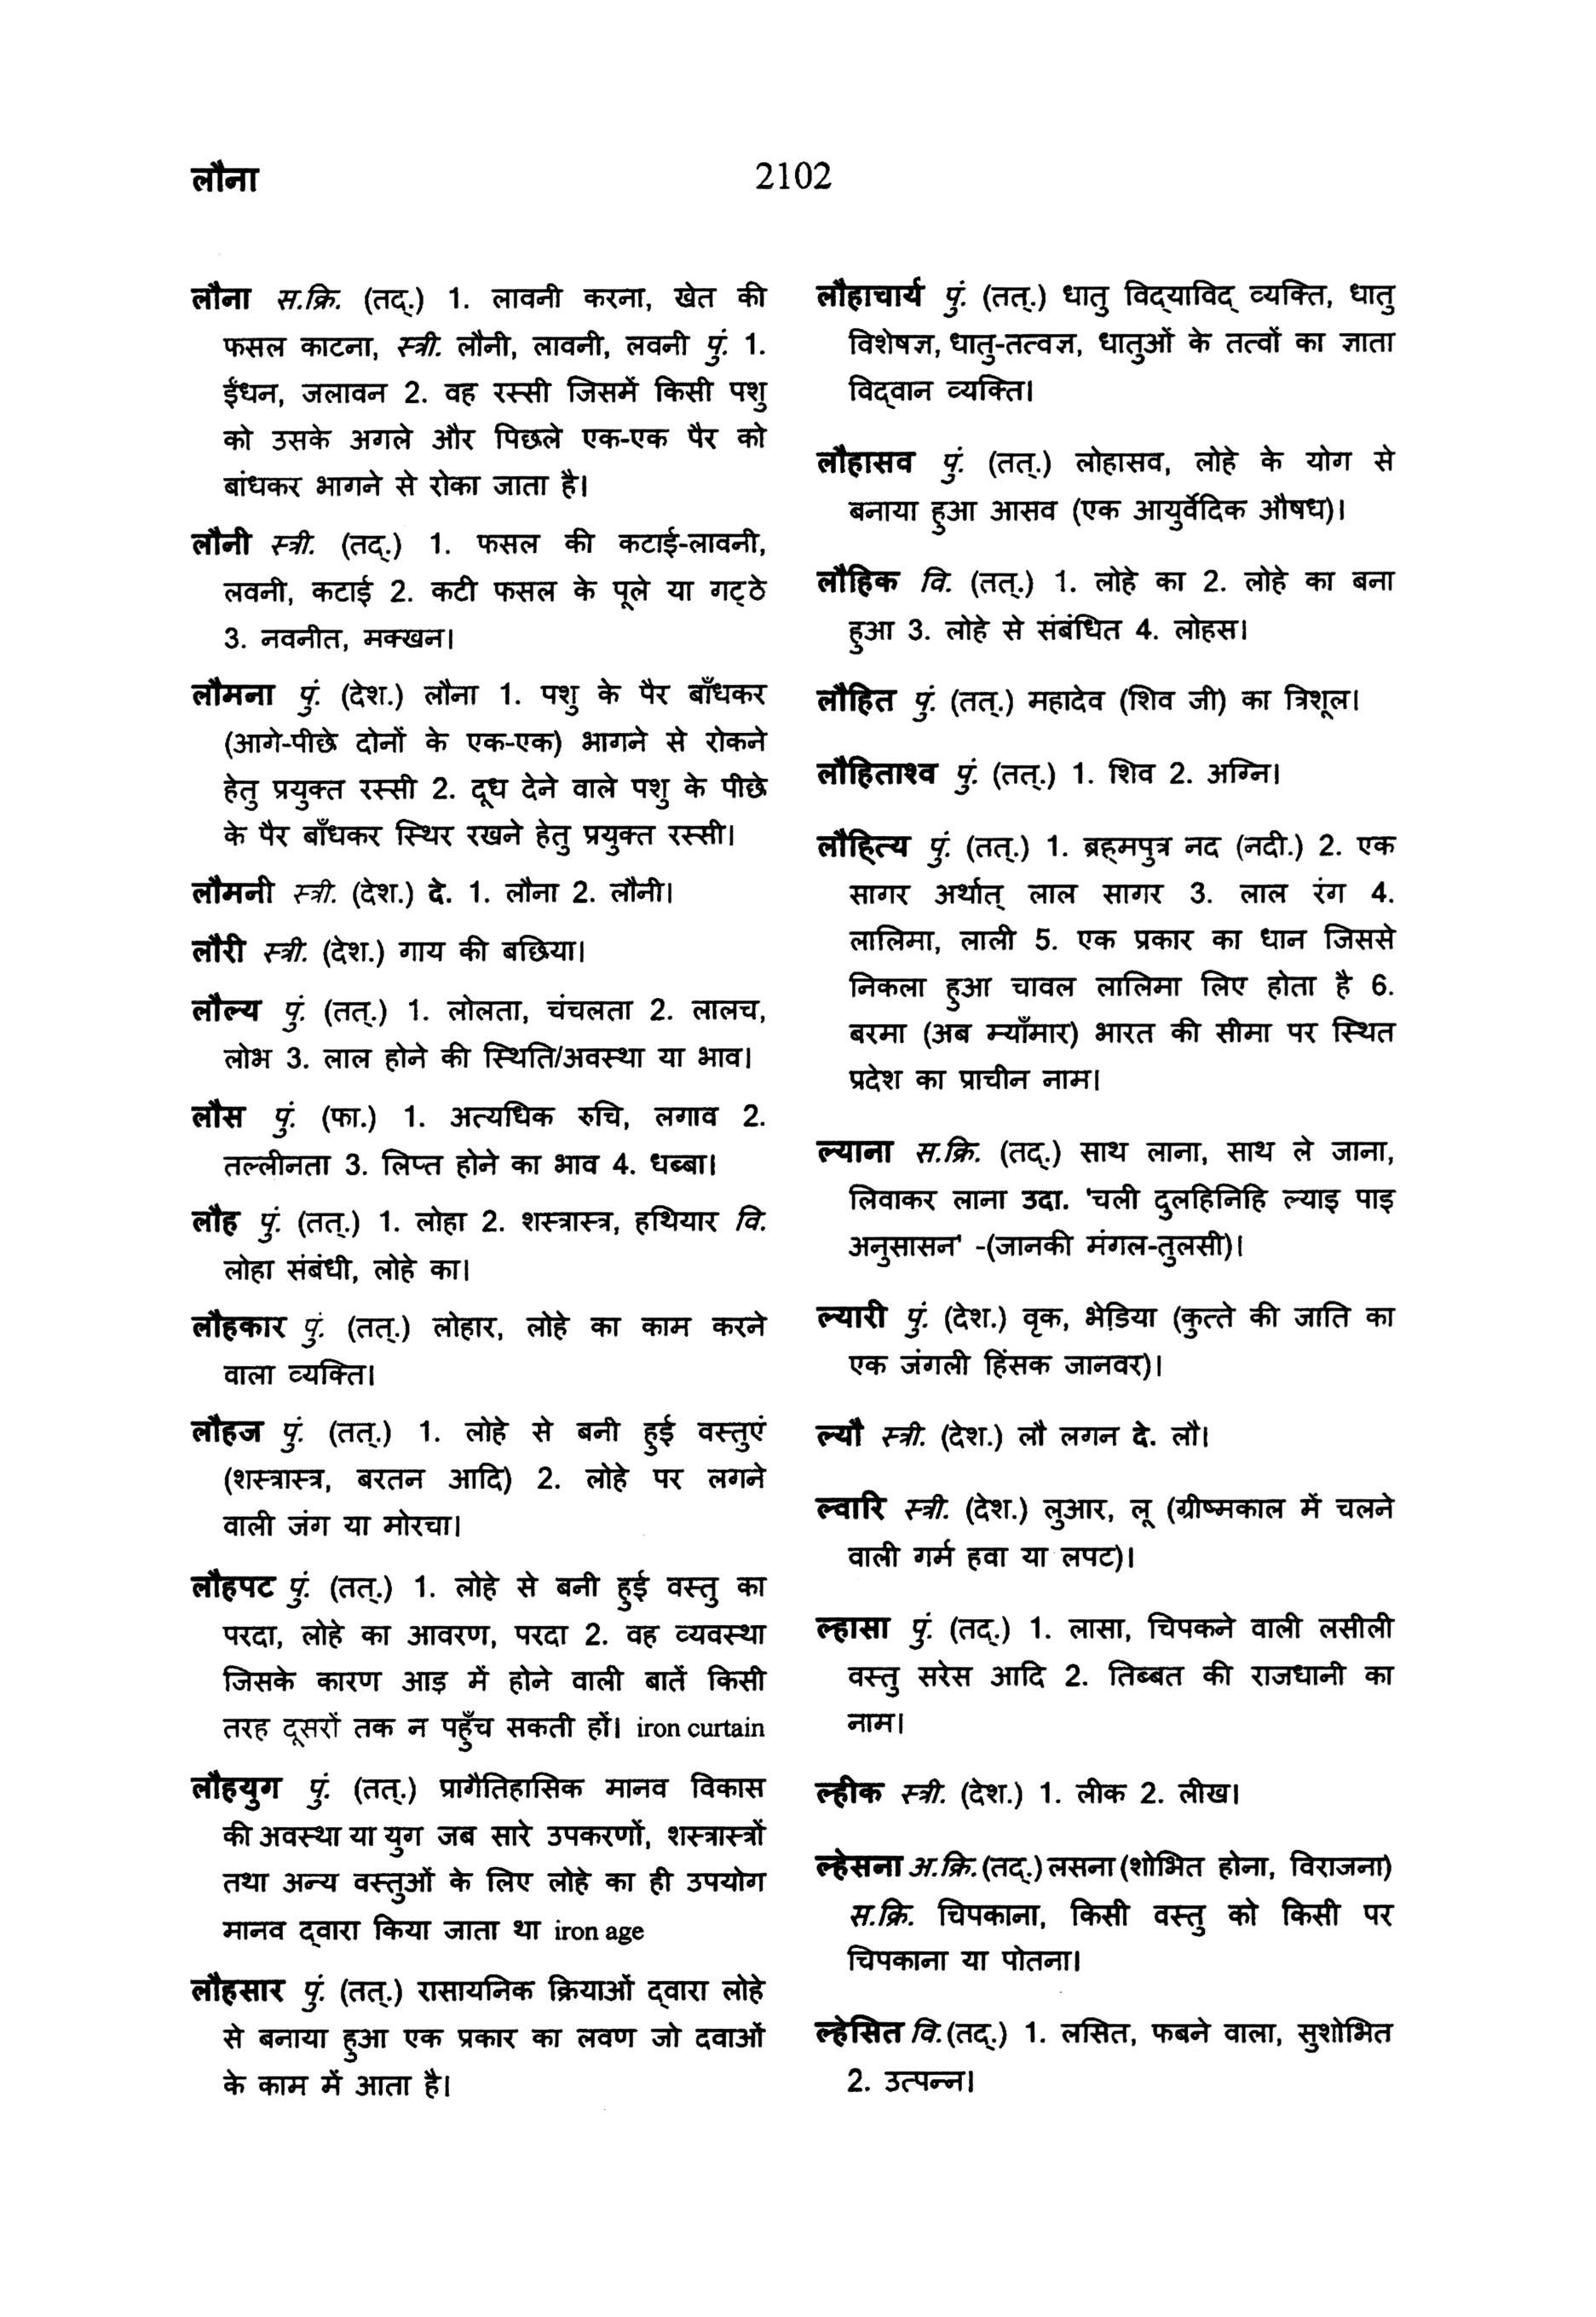 लौना
2102
लौना स.क्रि. (तद्.) 1. लावनी करना, खेत की
फसल काटना, स्त्री. लौनी, लावनी, लवनी पुं. 1.
ईंधन, जलावन 2. वह रस्सी जिसमें किसी पशु
को उसके अगले और पिछले एक-एक पैर को
बांधकर भागने से रोका जाता है।
लौनी स्त्री. (तद्.) 1. फसल की कटाई-लावनी,
लवनी, कटाई 2. कटी फसल के पूले या गट्ठे
3. नवनीत, मक्खन।
लौमना पुं. (देश.) लौना 1. पशु के पैर बाँधकर
(आगे-पीछे दोनों के एक-एक) भागने से रोकने
हेतु प्रयुक्त रस्सी 2. दूध देने वाले पशु के पीछे
के पैर बाँधकर स्थिर रखने हेतु प्रयुक्त रस्सी।
लौमनी स्त्री. (देश.) दे. 1. लौना 2. लौनी।
लौरी स्त्री. (देश.) गाय की बछिया।
लौल्य पुं. (तत्.) 1. लोलता, चंचलता 2. लालच,
लोभ 3. लाल होने की स्थिति/अवस्था या भाव।
लौस पुं. (फा.) 1. अत्यधिक रुचि, लगाव 2.
तल्लीनता 3. लिप्त होने का भाव 4. धब्बा।
लौह पुं. (तत्.) 1. लोहा 2. शस्त्रास्त्र, हथियार वि.
लोहा संबंधी, लोहे का।
लौहकार पुं. (तत्.) लोहार, लोहे का काम करने
वाला व्यक्ति।
लौहज पुं. (तत्.) 1. लोहे से बनी हुई वस्तुएं
(शस्त्रास्त्र, बरतन आदि) 2. लोहे पर लगने
वाली जंग या मोरचा।
लौहपट पुं. (तत्.) 1. लोहे से बनी हुई वस्तु का
परदा, लोहे का आवरण, परदा 2. वह व्यवस्था
जिसके कारण आड़ में होने वाली बातें किसी
तरह दूसरों तक न पहुँच सकती हों। iron curtain
लौहयुग पुं. (तत्.) प्रागैतिहासिक मानव विकास
की अवस्था या युग जब सारे उपकरणों, शस्त्रास्त्रों
तथा अन्य वस्तुओं के लिए लोहे का ही उपयोग
मानव द्वारा किया जाता था iron age
लौहसार पुं. (तत्.) रासायनिक क्रियाओं द्वारा लोहे
से बनाया हुआ एक प्रकार का लवण जो दवाओं
के काम में आता है।
लौहाचार्य पुं. (तत्.) धातु विद्याविद् व्यक्ति, धातु
विशेषज्ञ, धातु-तत्वज्ञ, धातुओं के तत्वों का ज्ञाता
विद्वान व्यक्ति।
लौहासव पुं. (तत्.) लोहासव, लोहे के योग से
बनाया हुआ आसव (एक आयुर्वेदिक औषध)।
लौहिक वि. (तत्.) 1. लोहे का 2. लोहे का बना
हुआ 3. लोहे से संबंधित 4. लोहस।
लौहित पुं. (तत्.) महादेव (शिव जी) का त्रिशूल।
लौहिताश्व पुं. (तत्.) 1. शिव 2. अग्नि।
लौहित्य पुं. (तत्.) 1. ब्रह्मपुत्र नद (नदी.) 2. एक
सागर अर्थात् लाल सागर 3. लाल रंग 4.
लालिमा, लाली 5. एक प्रकार का धान जिससे
निकला हुआ चावल लालिमा लिए होता है 6.
बरमा (अब म्याँमार) भारत की सीमा पर स्थित
प्रदेश का प्राचीन नाम।
ल्याना स.क्रि. (तद्.) साथ लाना, साथ ले जाना,
लिवाकर लाना उदा. 'चली दुलहिनिहि ल्याइ पाइ
अनुसासन' -(जानकी मंगल-तुलसी)।
ल्यारी पुं. (देश.) वृक, भेड़िया (कुत्ते की जाति का
एक जंगली हिंसक जानवर)।
ल्यौ स्त्री. (देश.) लौ लगन दे. लौ।
ल्वारि स्त्री. (देश.) लुआर, लू (ग्रीष्मकाल में चलने
वाली गर्म हवा या लपट)।
ल्हासा पुं. (तद्.) 1. लासा, चिपकने वाली लसीली
वस्तु सरेस आदि 2. तिब्बत की राजधानी का
नाम।
ल्हीक स्त्री. (देश.) 1. लीक 2. लीख।
ल्हेसना अ.क्रि. (तद्.) लसना (शोभित होना, विराजना)
स.क्रि. चिपकाना, किसी वस्तु को किसी पर
चिपकाना या पोतना।
ल्हेसित वि. (तद्.) 1. लसित, फबने वाला, सुशोभित
2. उत्पन्न।